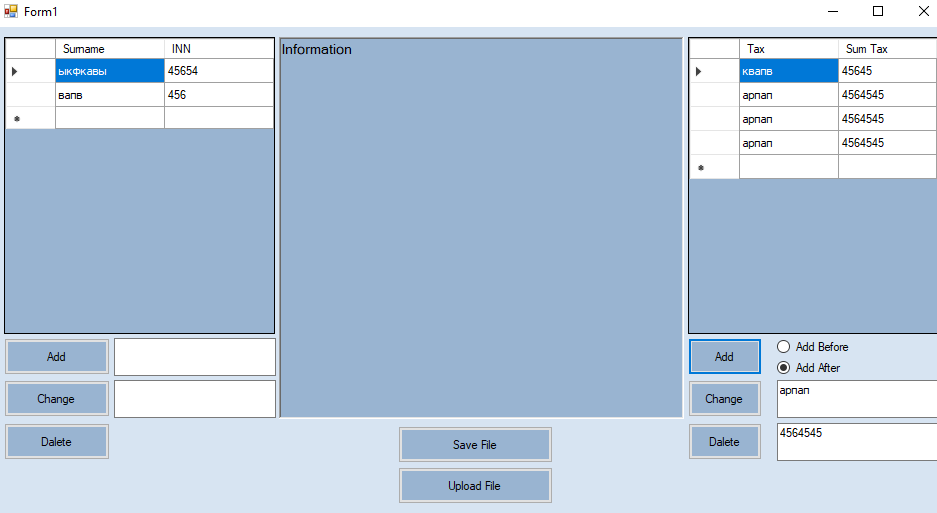 Form1
Surname INN
ыкфкавы 45654
вапв 456
Information
Tax Sum Tax
квапв 45645
арпап 4564545
арпап 4564545
арпап 4564545
Add
Change
Dalete
Save File
Upload File
Add
Add Before
Add After
Change
арпап
Dalete
4564545